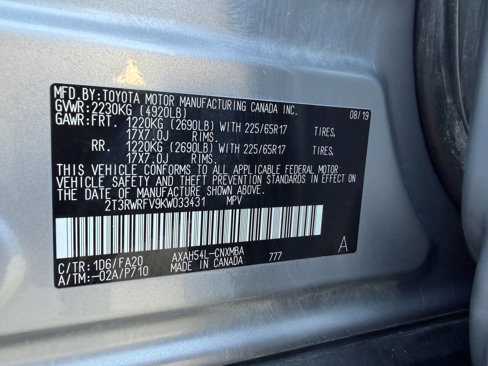 MFD.BY:TOYOTA MOTOR MANUFACTURING CANADA INC.
GVWR:2230KG (4920LB) 08/19
GAWR:FRT. 1220KG (2690LB) WITH 225/65R17 TIRES,
17X7.0J RIMS.
RR. 1220KG (2690LB) WITH 225/65R17 TIRES,
17X7.0J RIMS.
THIS VEHICLE CONFORMS TO ALL APPLICABLE FEDERAL MOTOR
VEHICLE SAFETY AND THEFT PREVENTION STANDARDS IN EFFECT ON
THE DATE OF MANUFACTURE SHOWN ABOVE.
2T3RWRFV9KW033431 MPV
C/TR:1D6/FA20 AXAH54L-CNXMBA
A/TM:-02A/P710 MADE IN CANADA 777 A